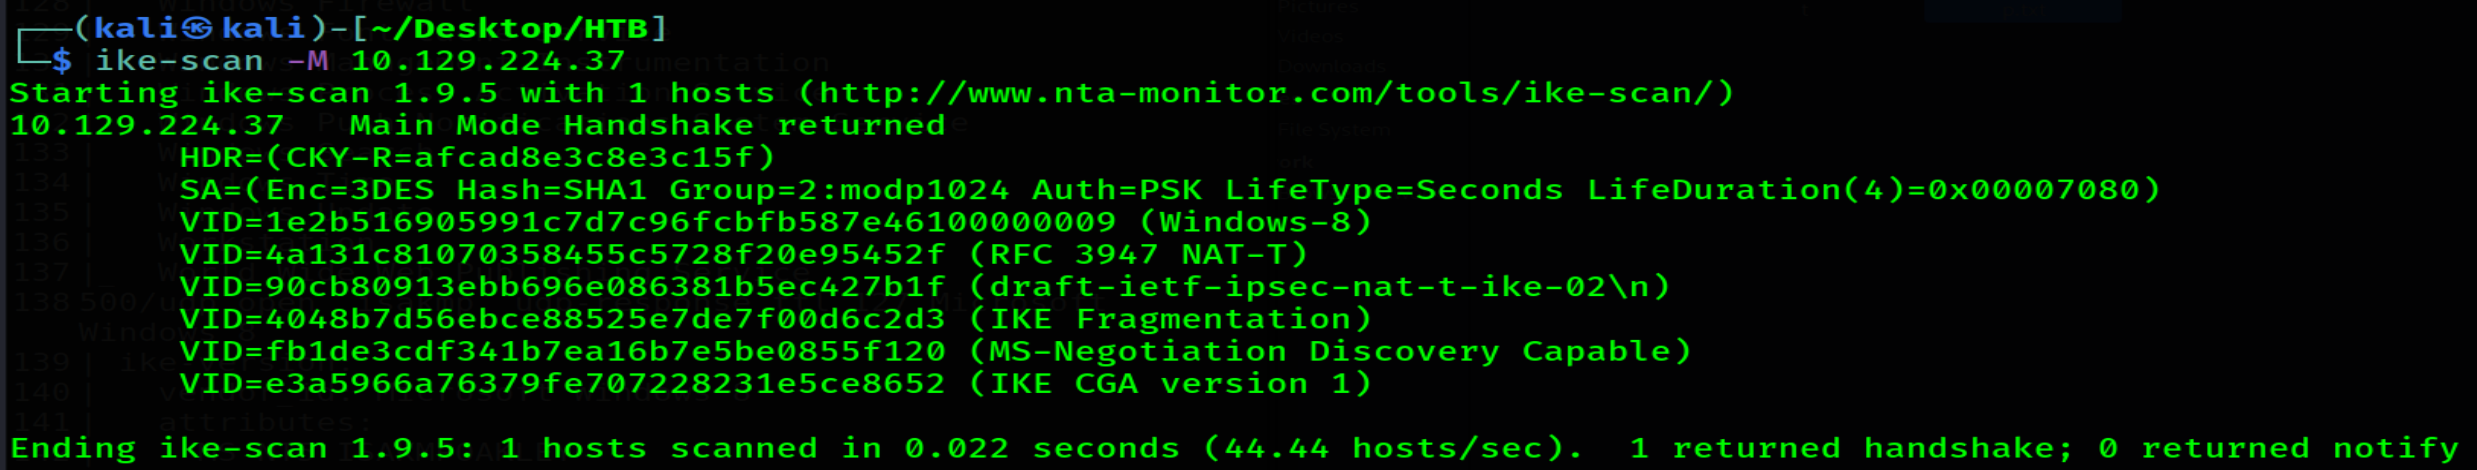 (kali㉿kali)-[~/Desktop/HTB]
$ ike-scan -M 10.129.224.37
Starting ike-scan 1.9.5 with 1 hosts (http://www.nta-monitor.com/tools/ike-scan/)
10.129.224.37 Main Mode Handshake returned
HDR=(CKY-R=afcad8e3c8e3c15f)
SA=(Enc=3DES Hash=SHA1 Group=2:modp1024 Auth=PSK LifeType=Seconds LifeDuration(4)=0x00007080)
VID=1e2b516905991c7d7c96fcbfb587e46100000009 (Windows-8)
VID=4a131c81070358455c5728f20e95452f (RFC 3947 NAT-T)
VID=90cb80913ebb696e086381b5ec427b1f (draft-ietf-ipsec-nat-t-ike-02\n)
VID=4048b7d56ebce88525e7de7f00d6c2d3 (IKE Fragmentation)
VID=fb1de3cdf341b7ea16b7e5be0855f120 (MS-Negotiation Discovery Capable)
VID=e3a5966a76379fe707228231e5ce8652 (IKE CGA version 1)
Ending ike-scan 1.9.5: 1 hosts scanned in 0.022 seconds (44.44 hosts/sec). 1 returned handshake; 0 returned notify